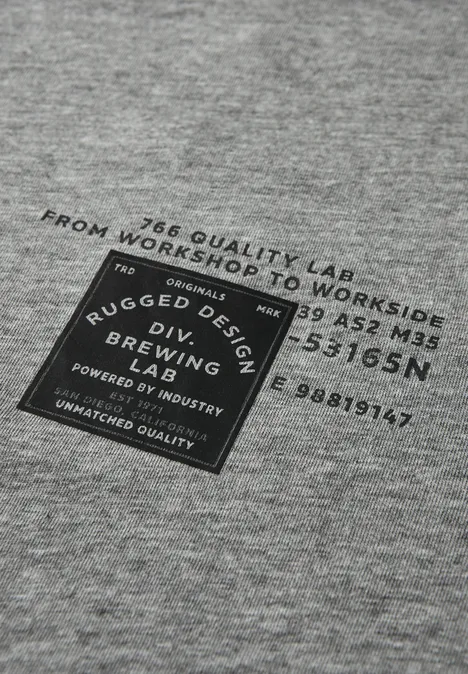 766 QUALITY LAB
FROM WORKSHOP TO WORKSIDE
39 A52 M35
-53165N
E 98819147
TRD ORIGINALS MRK
RUGGED DESIGN
DIV.
BREWING
LAB
POWERED BY INDUSTRY
EST 1971
SAN DIEGO, CALIFORNIA
UNMATCHED QUALITY